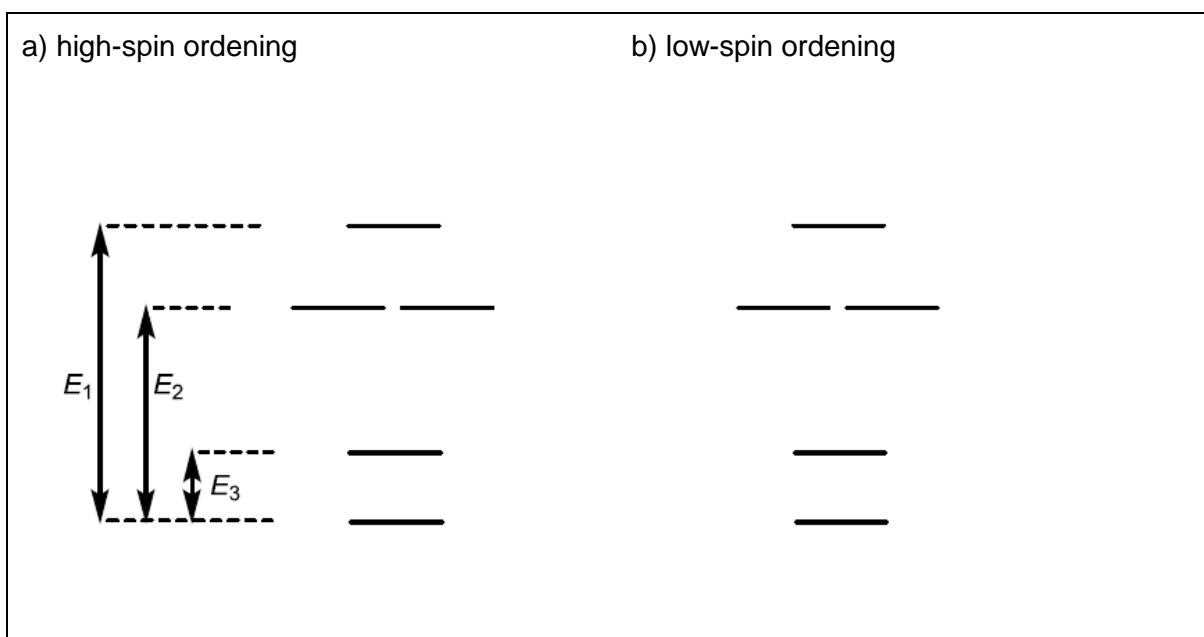 a) high-spin ordening
b) low-spin ordening
E₁
E₂
E₃